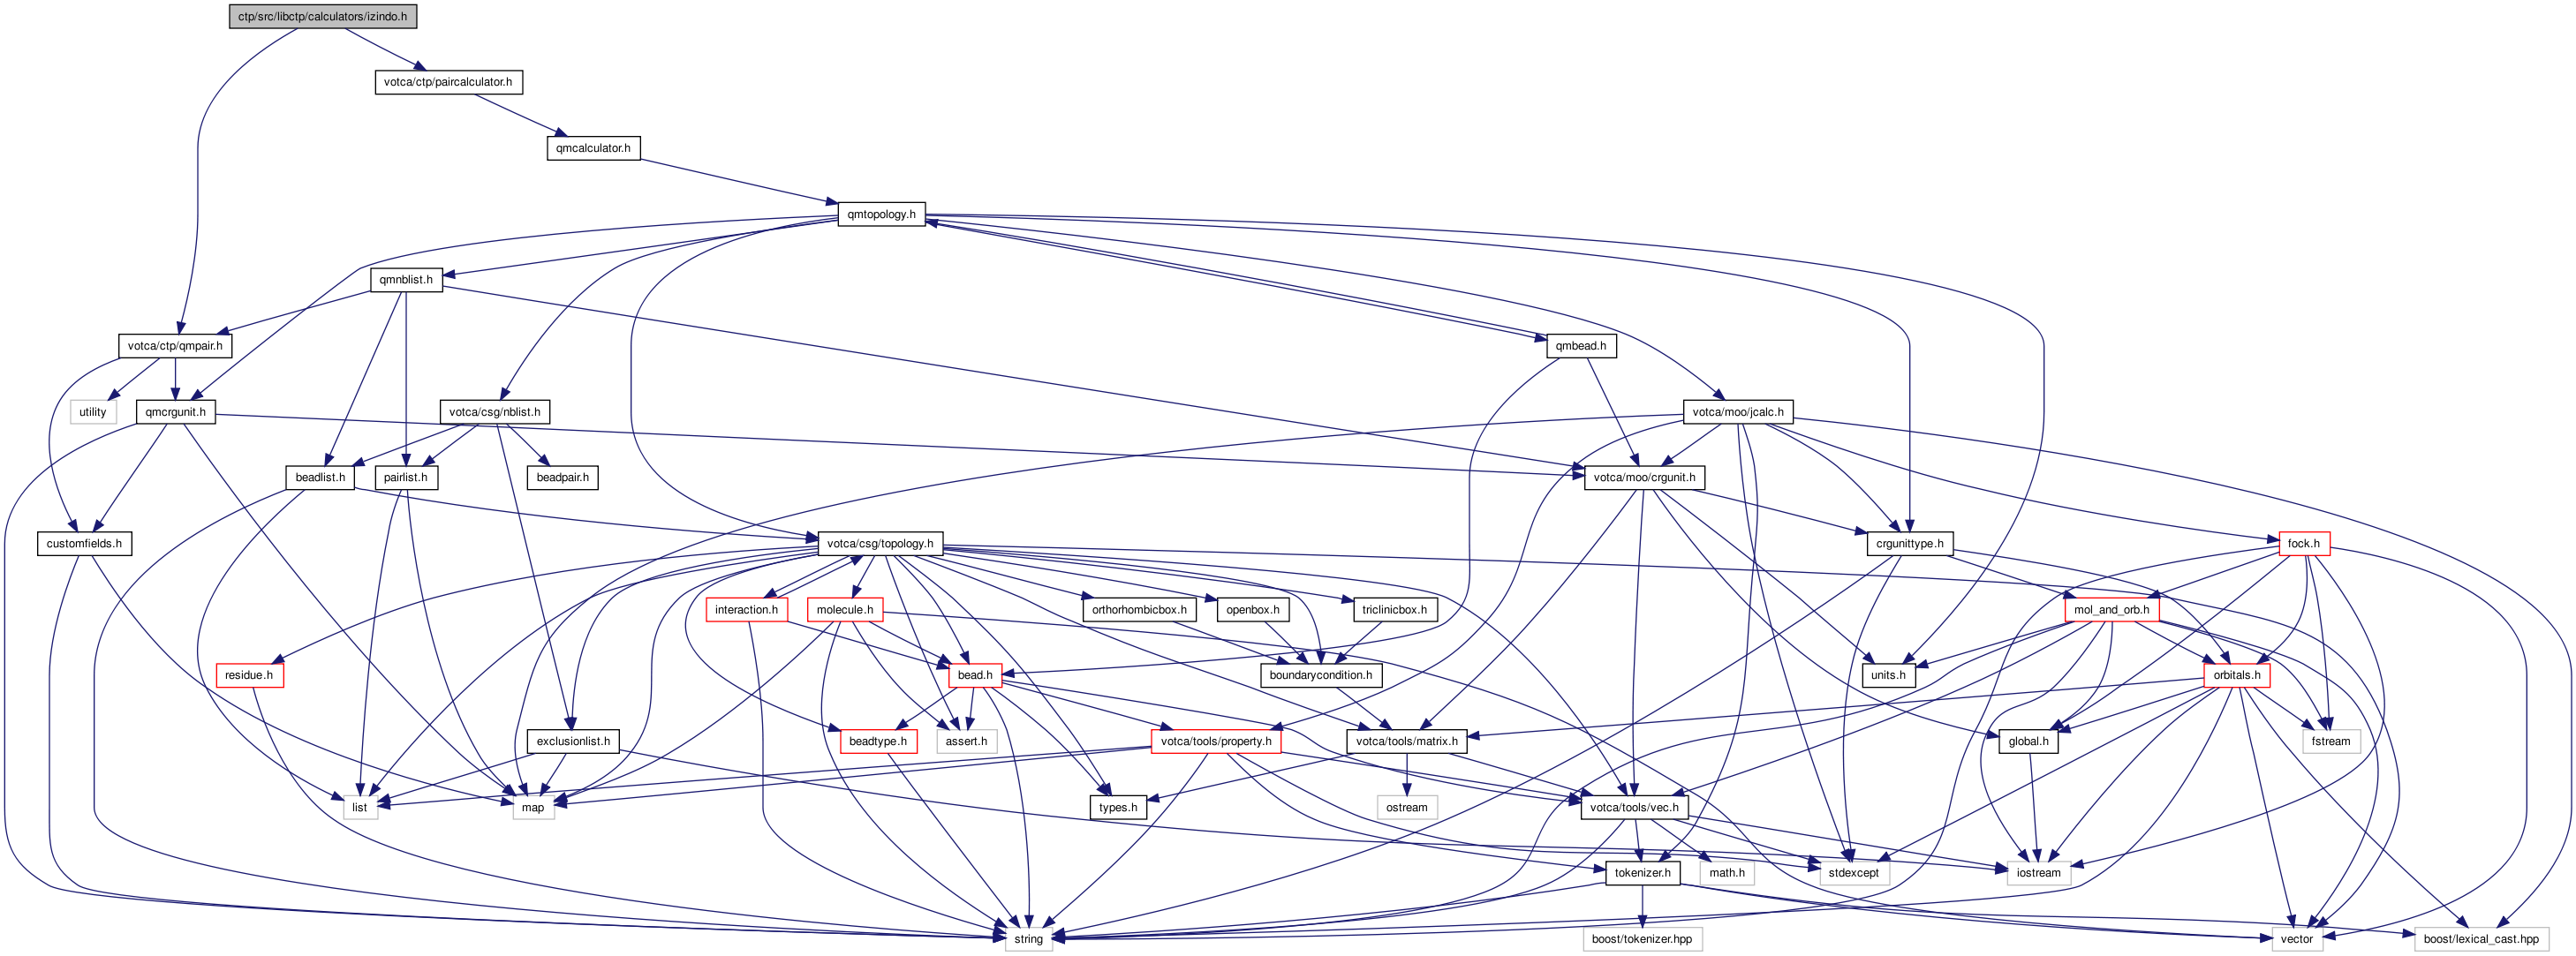 ctp/src/libctp/calculators/izindo.h
votca/ctp/paircalculator.h
qmcalculator.h
qmtopology.h
qmnblist.h
votca/ctp/qmpair.h
qmbead.h
utility
qmcrgunit.h
votca/csg/nblist.h
votca/moo/jcalc.h
beadlist.h
pairlist.h
beadpair.h
votca/moo/crgunit.h
customfields.h
votca/csg/topology.h
crgunittype.h
fock.h
interaction.h
molecule.h
orthorhombicbox.h
openbox.h
triclinicbox.h
mol_and_orb.h
residue.h
bead.h
boundarycondition.h
units.h
orbitals.h
exclusionlist.h
beadtype.h
assert.h
votca/tools/property.h
votca/tools/matrix.h
global.h
fstream
list
map
types.h
ostream
votca/tools/vec.h
tokenizer.h
math.h
stdexcept
iostream
string
boost/tokenizer.hpp
vector
boost/lexical_cast.hpp